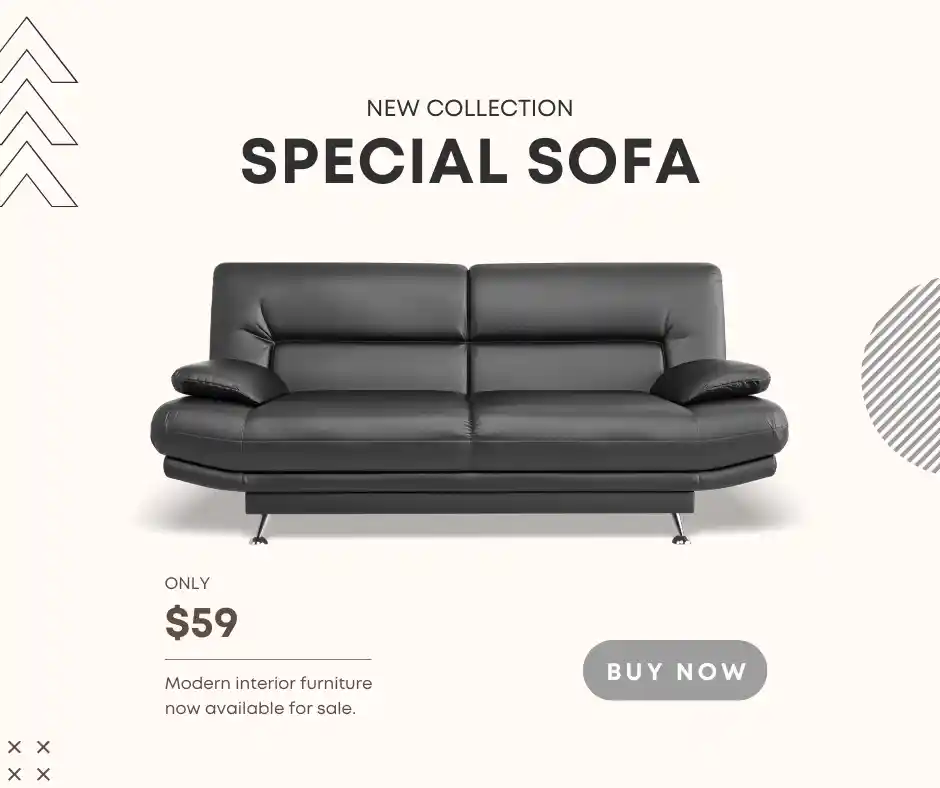 NEW COLLECTION
SPECIAL SOFA
ONLY
$59
Modern interior furniture
now available for sale.
BUY NOW